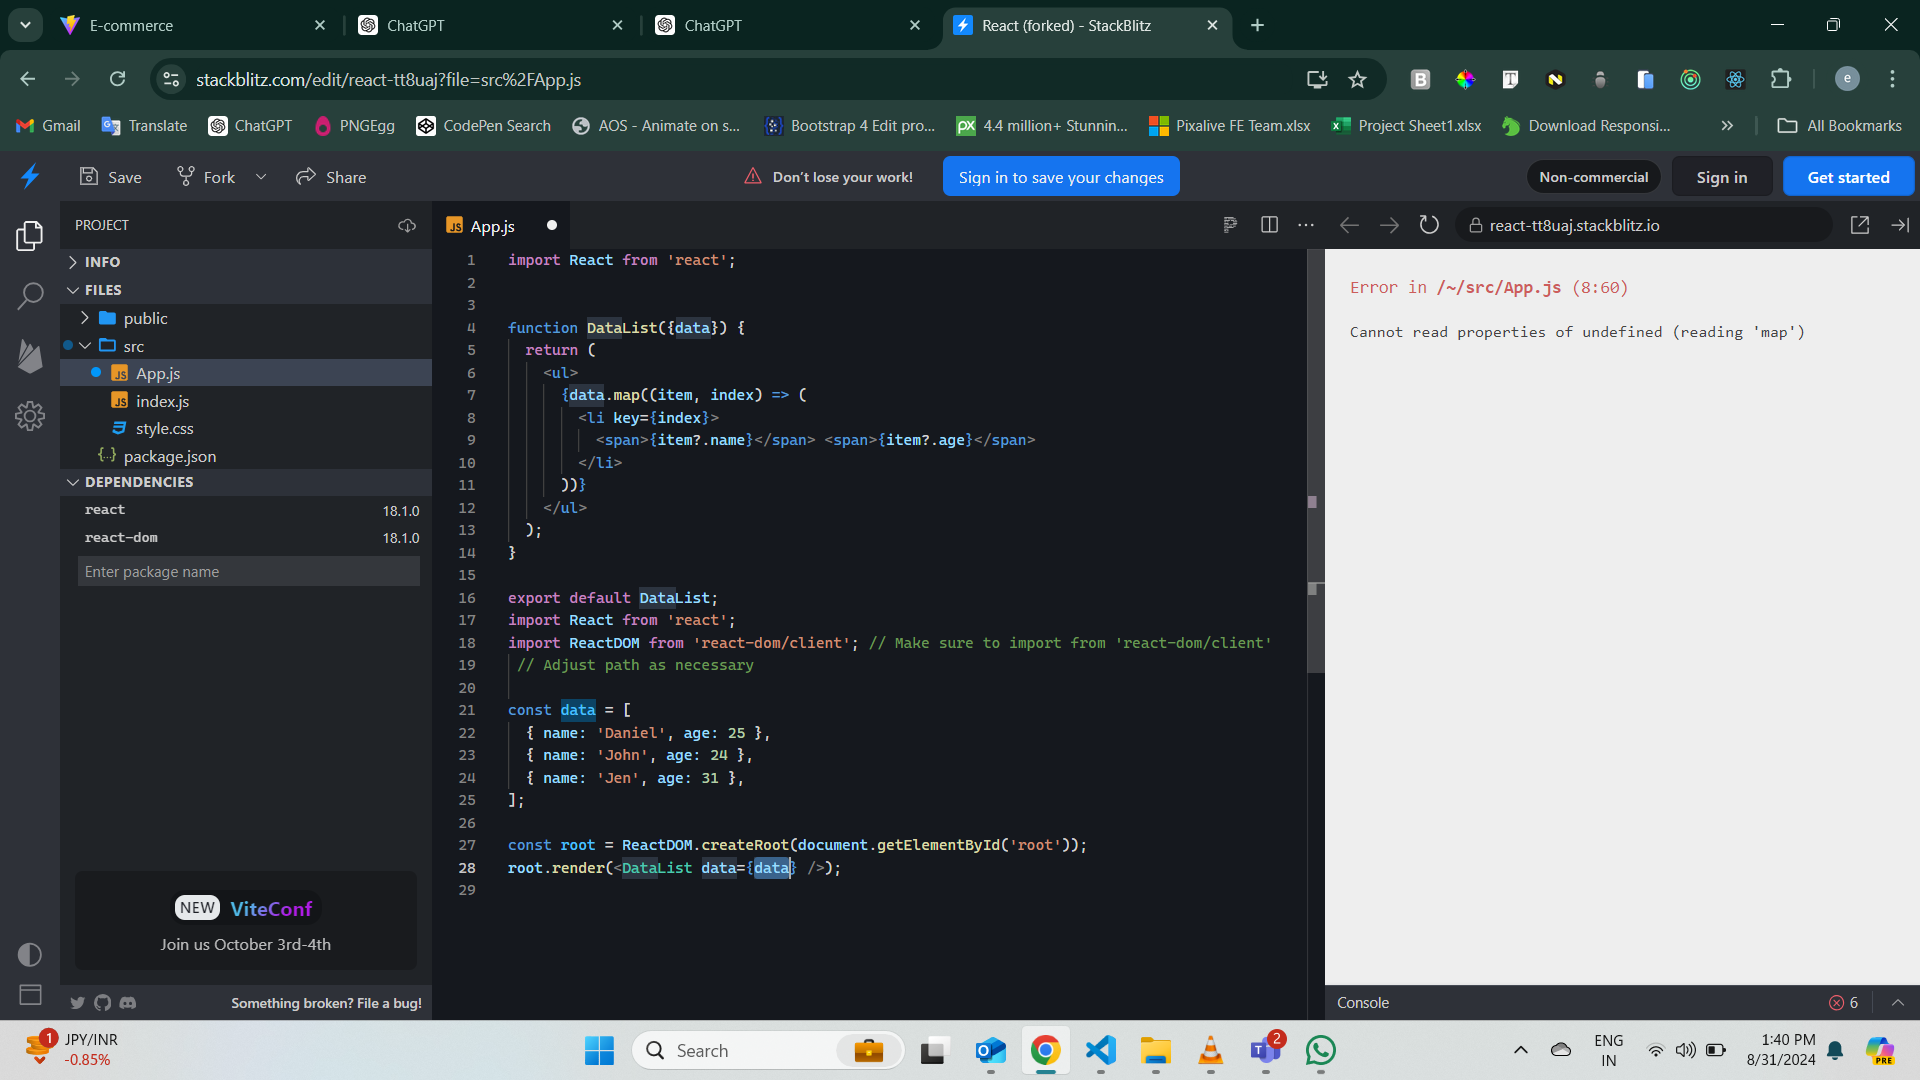 E-commerce
ChatGPT
ChatGPT
React (forked) - StackBlitz
stackblitz.com/edit/react-tt8uaj?file=src%2FApp.js
e
Gmail
Translate
ChatGPT
PNGEgg
CodePen Search
AOS - Animate on s...
Bootstrap 4 Edit pro...
4.4 million+ Stunnin...
Pixalive FE Team.xlsx
Project Sheet1.xlsx
Download Responsi...
All Bookmarks
Save
Fork
Share
Don't lose your work!
Sign in to save your changes
Non-commercial
Sign in
Get started
PROJECT
INFO
FILES
public
src
App.js
index.js
style.css
package.json
DEPENDENCIES
react 18.1.0
react-dom 18.1.0
Enter package name
NEW ViteConf
Join us October 3rd-4th
Something broken? File a bug!
App.js
1 import React from 'react';
2
3
4 function DataList({data}) {
5 return (
6 <ul>
7 {data.map((item, index) => (
8 <li key={index}>
9 <span>{item?.name}</span> <span>{item?.age}</span>
10 </li>
11 ))}
12 </ul>
13 );
14 }
15
16 export default DataList;
17 import React from 'react';
18 import ReactDOM from 'react-dom/client'; // Make sure to import from 'react-dom/client'
19 // Adjust path as necessary
20
21 const data = [
22 { name: 'Daniel', age: 25 },
23 { name: 'John', age: 24 },
24 { name: 'Jen', age: 31 },
25 ];
26
27 const root = ReactDOM.createRoot(document.getElementById('root'));
28 root.render(<DataList data={data} />);
29
react-tt8uaj.stackblitz.io
Error in /~/src/App.js (8:60)
Cannot read properties of undefined (reading 'map')
Console
6
1
JPY/INR
-0.85%
Search
2
ENG
IN
1:40 PM
8/31/2024
PRE